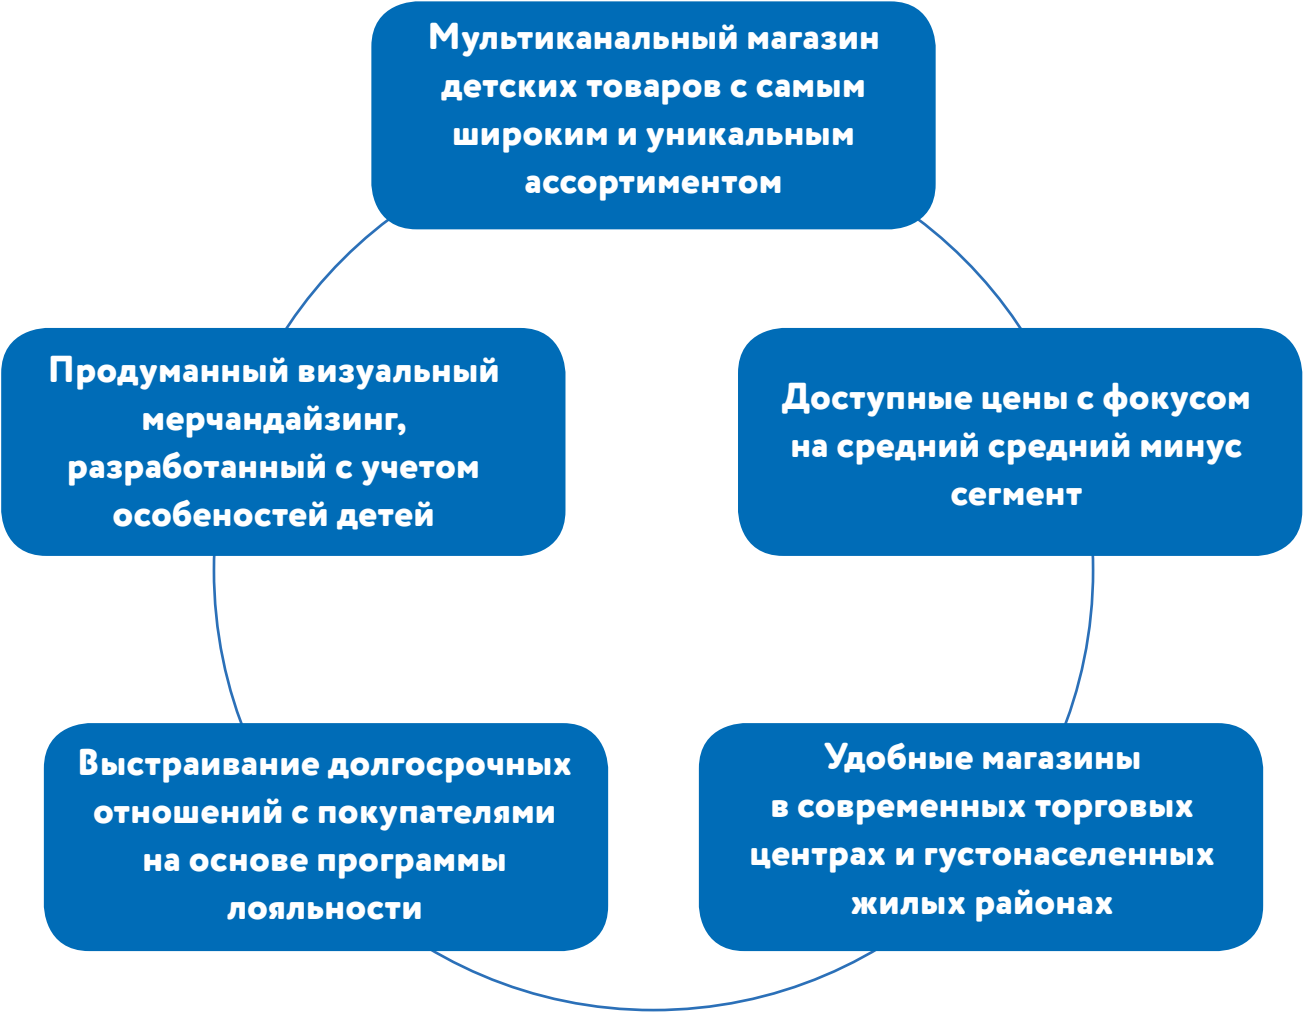 Мультиканальный магазин
детских товаров с самым
широким и уникальным
ассортиментом
Продуманный визуальный
мерчандайзинг,
разработанный с учетом
особеностей детей
Доступные цены с фокусом
на средний средний минус
сегмент
Выстраивание долгосрочных
отношений с покупателями
на основе программы
лояльности
Удобные магазины
в современных торговых
центрах и густонаселенных
жилых районах